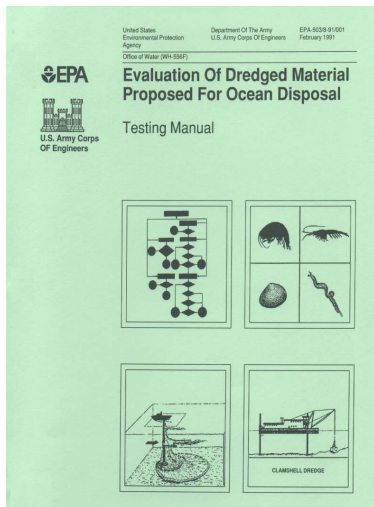 United States
Environmental Protection
Agency
Department Of The Army
U.S. Army Corps Of Engineers
EPA-503/8-91/001
February 1991
Office of Water (WH-556F)
EPA
Evaluation Of Dredged Material
Proposed For Ocean Disposal
Testing Manual
U.S. Army Corps
OF Engineers
CLAMSHELL DREDGE